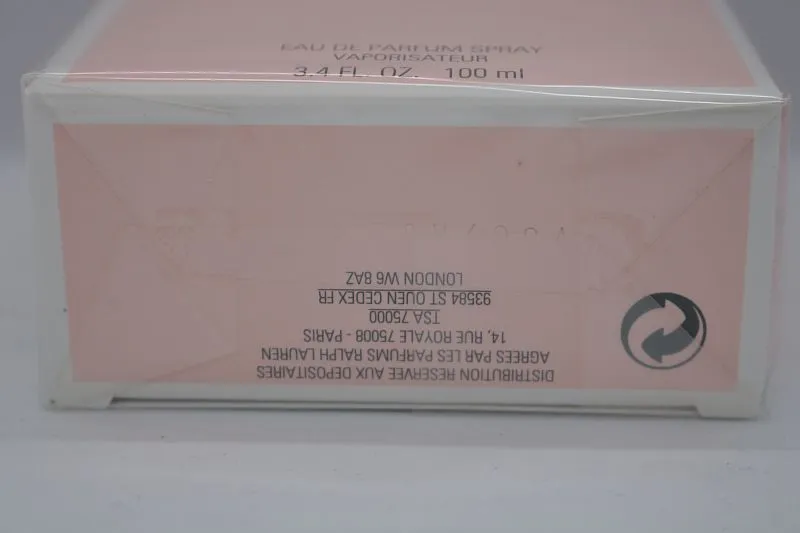 EAU DE PARFUM SPRAY
VAPORISATEUR
3.4 FL. OZ. 100 ml
DISTRIBUTION RESERVEE AUX DEPOSITAIRES
AGREES PAR LES PARFUMS RALPH LAUREN
14, RUE ROYALE 75008 - PARIS
TSA 75000
93584 ST OUEN CEDEX FR
LONDON W6 8AZ